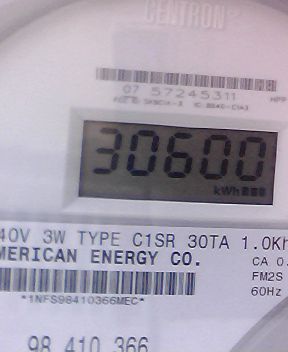 CENTRON
07 57245311
30600
kWh
40V 3W TYPE C1SR 30TA 1.0Kh
MERICAN ENERGY CO.
CA 0.
FM2S
60Hz
*1NFS98410366MEC*
98 410 366